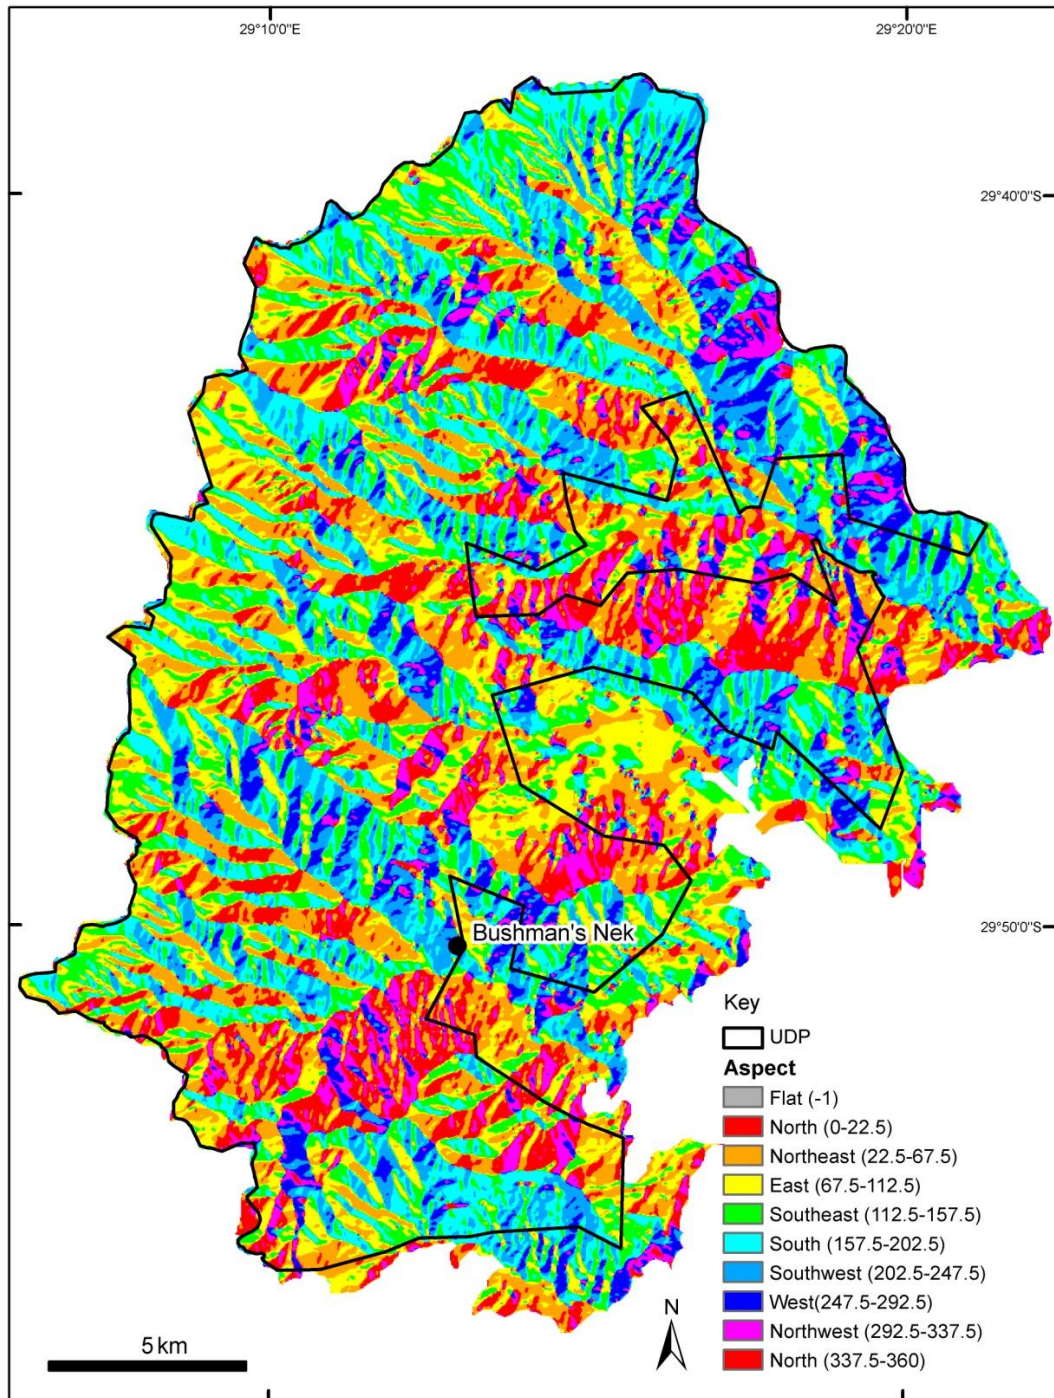 29°10'0"E
29°20'0"E
29°40'0"S
29°50'0"S
Bushman's Nek
Key
UDP
Aspect
Flat (-1)
North (0-22.5)
Northeast (22.5-67.5)
East (67.5-112.5)
Southeast (112.5-157.5)
South (157.5-202.5)
Southwest (202.5-247.5)
West(247.5-292.5)
Northwest (292.5-337.5)
North (337.5-360)
N
5 km